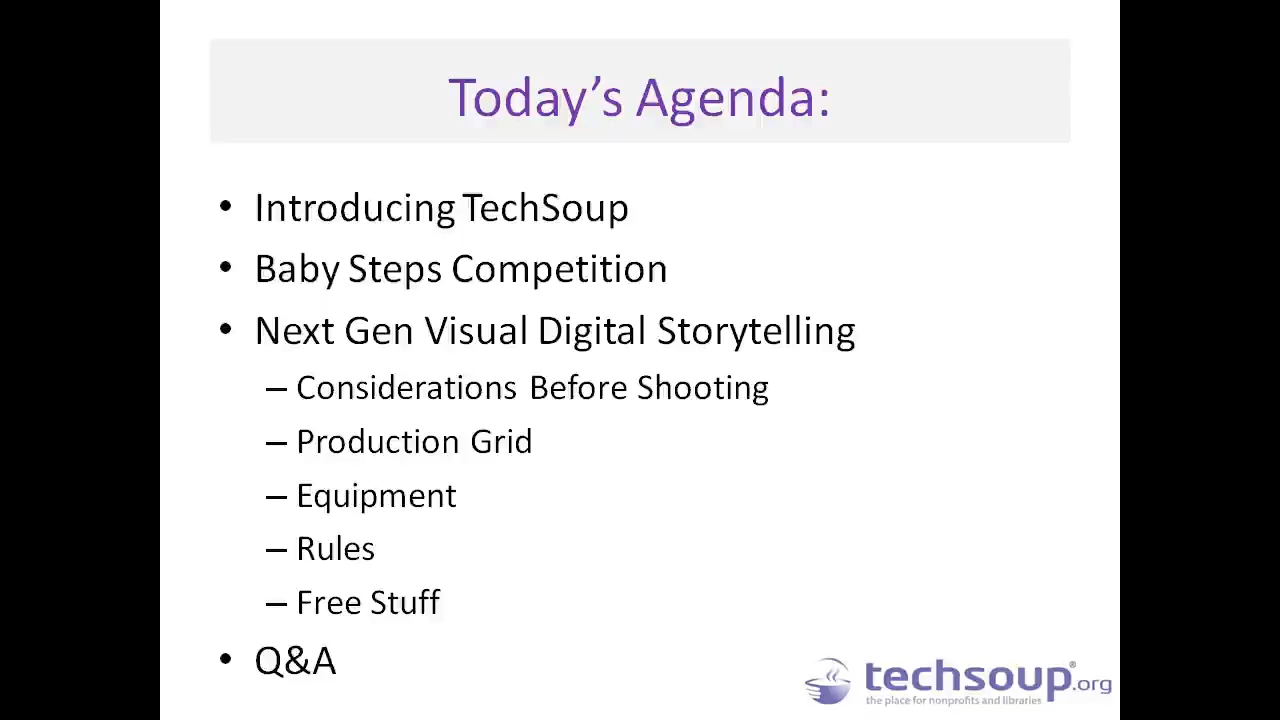 Today’s Agenda:
• Introducing TechSoup
• Baby Steps Competition
• Next Gen Visual Digital Storytelling
– Considerations Before Shooting
– Production Grid
– Equipment
– Rules
– Free Stuff
• Q&A
techsoup®.org
the place for nonprofits and libraries